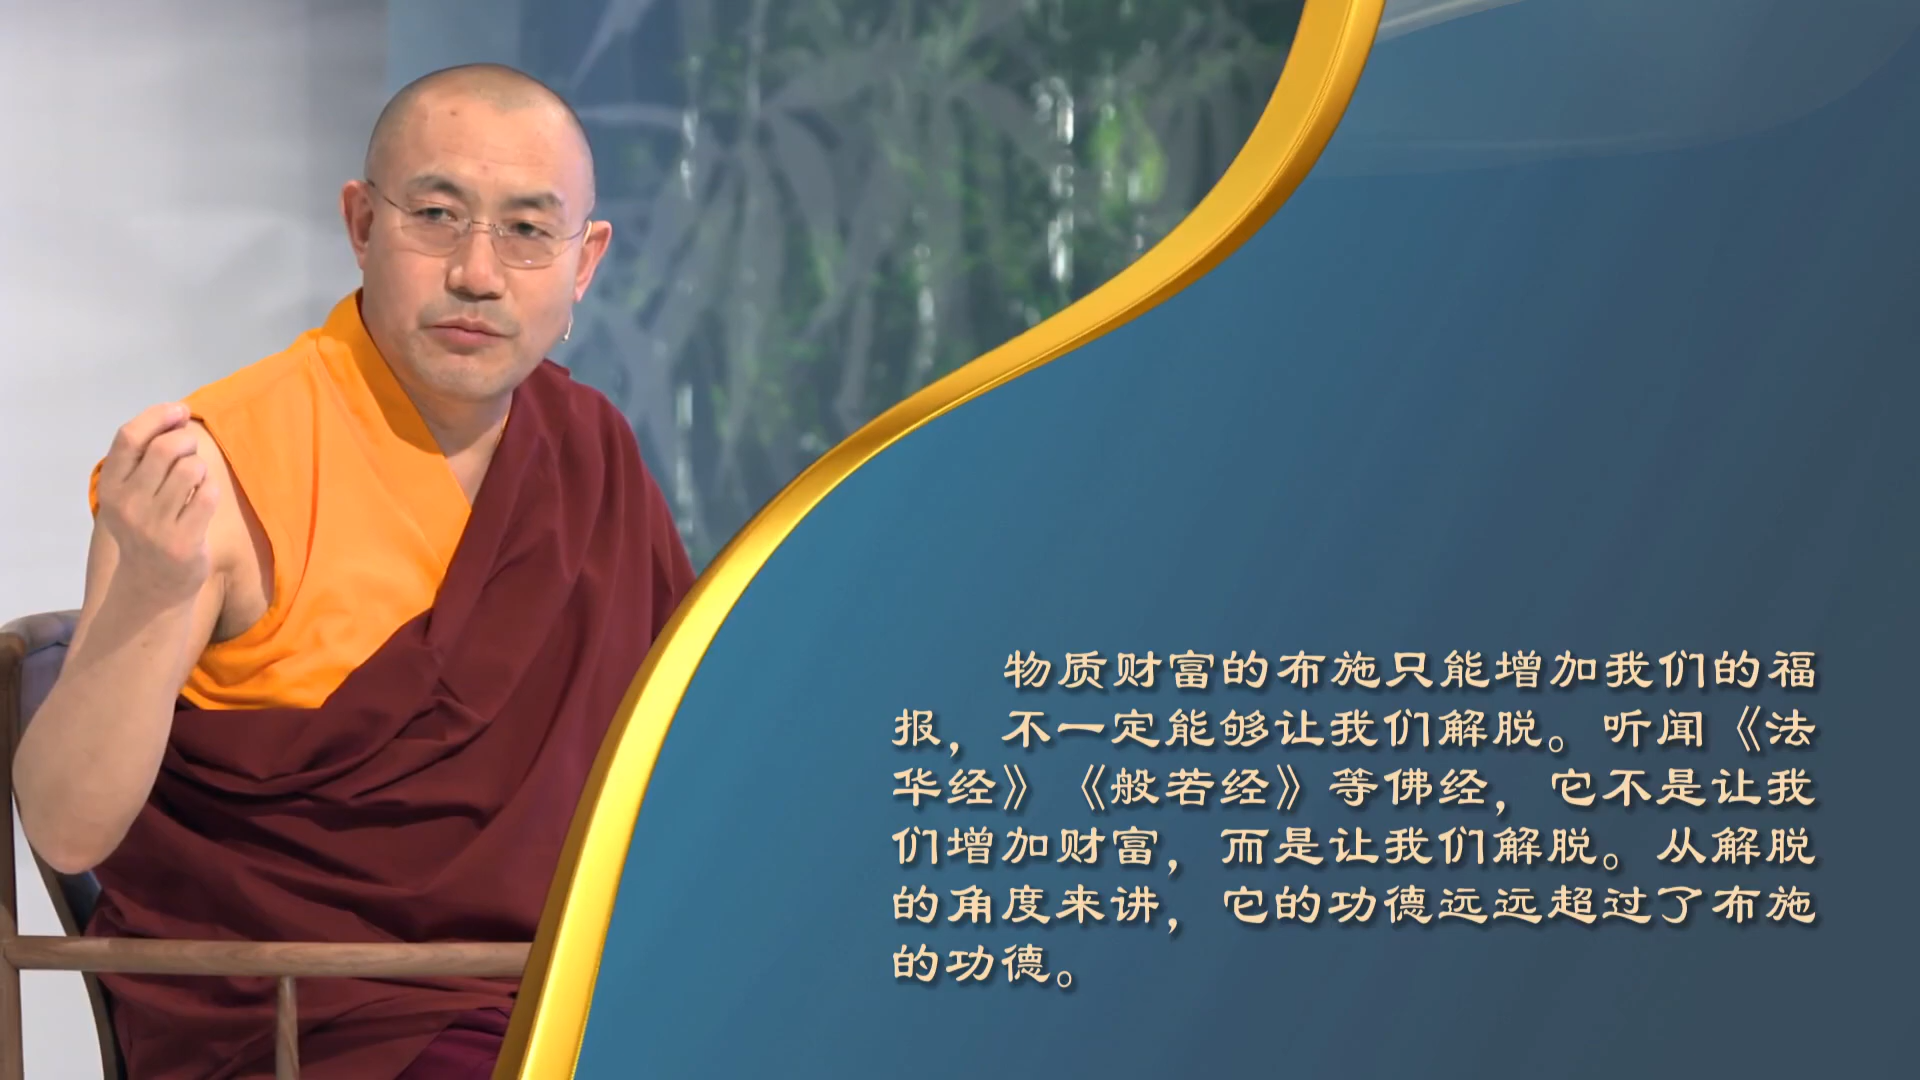 物质财富的布施只能增加我们的福
报，不一定能够让我们解脱。听闻《法
华经》《般若经》等佛经，它不是让我
们增加财富，而是让我们解脱。从解脱
的角度来讲，它的功德远远超过了布施
的功德。